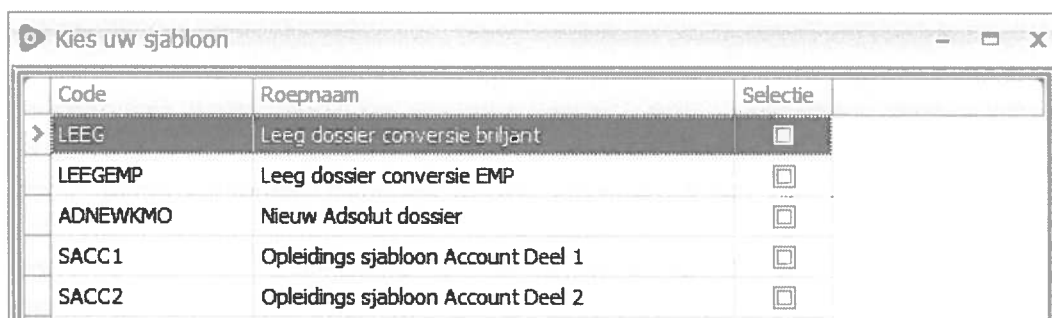 Kies uw sjabloon
Code Roepnaam Selectie
LEEG Leeg dossier conversie briljant
LEEGEMP Leeg dossier conversie EMP
ADNEWKMO Nieuw Adsolut dossier
SACC1 Opleidings sjabloon Account Deel 1
SACC2 Opleidings sjabloon Account Deel 2